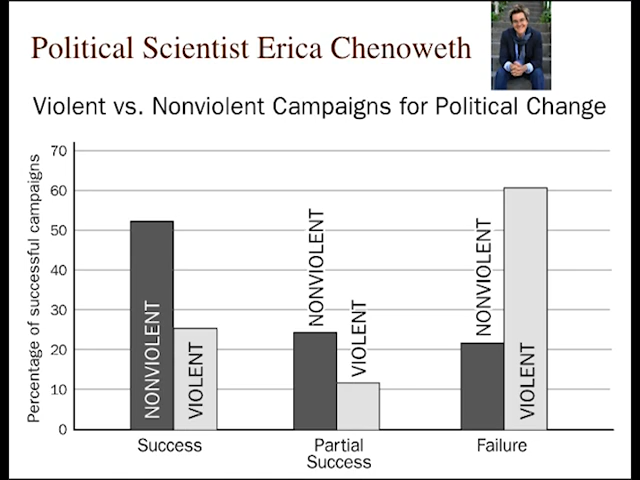 Political Scientist Erica Chenoweth
Violent vs. Nonviolent Campaigns for Political Change
Percentage of successful campaigns
70
60
50
40
30
20
10
0
NONVIOLENT
VIOLENT
NONVIOLENT
VIOLENT
NONVIOLENT
VIOLENT
Success
Partial
Success
Failure